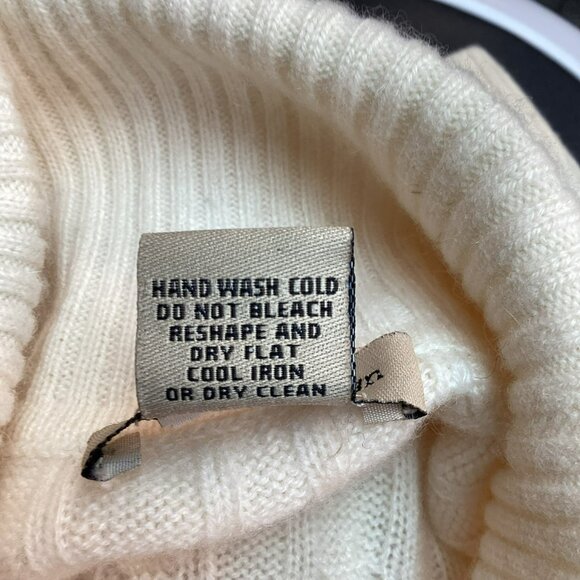 HAND WASH COLD
DO NOT BLEACH
RESHAPE AND
DRY FLAT
COOL IRON
OR DRY CLEAN